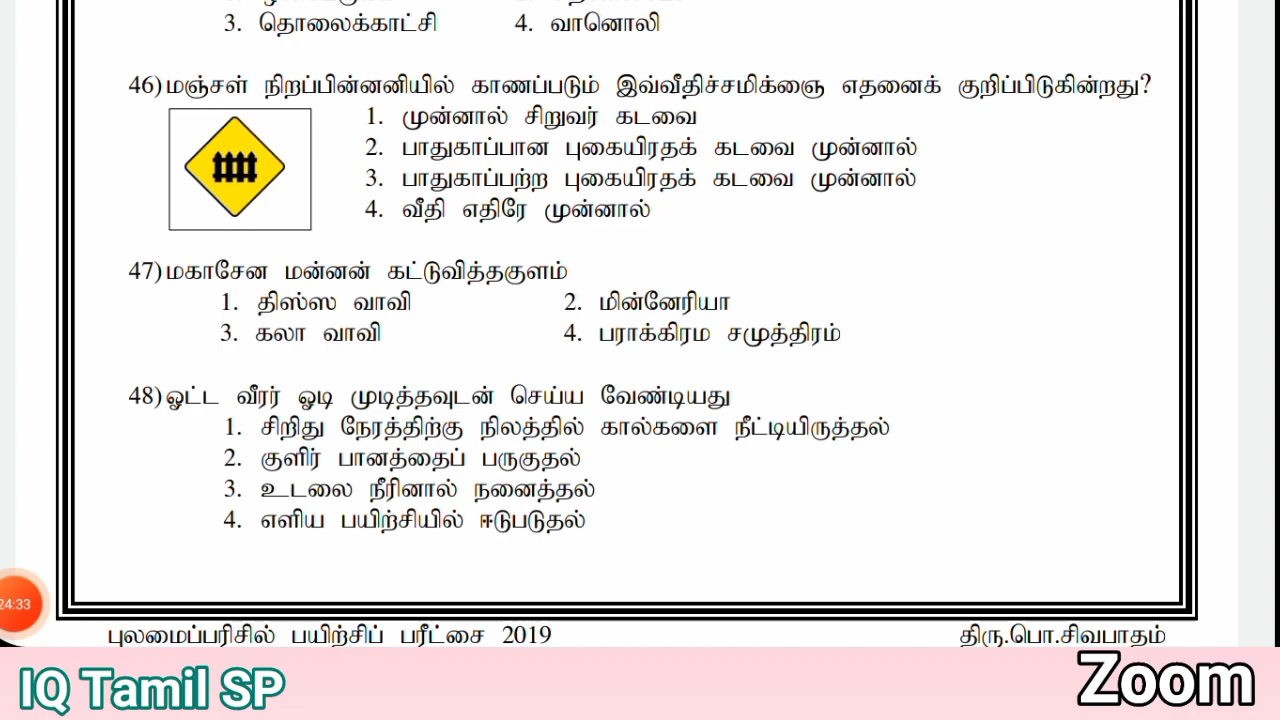 3. தொலைக்காட்சி 4. வானொலி
46)மஞ்சள் நிறப்பின்னனியில் காணப்படும் இவ்வீதிச்சமிக்ஞை எதனைக் குறிப்பிடுகின்றது?
1. முன்னால் சிறுவர் கடவை
2. பாதுகாப்பான புகையிரதக் கடவை முன்னால்
3. பாதுகாப்பற்ற புகையிரதக் கடவை முன்னால்
4. வீதி எதிரே முன்னால்
47)மகாசேன மன்னன் கட்டுவித்தகுளம்
1. திஸ்ஸ வாவி 2. மின்னேரியா
3. கலா வாவி 4. பராக்கிரம சமுத்திரம்
48)ஓட்ட வீரர் ஓடி முடித்தவுடன் செய்ய வேண்டியது
1. சிறிது நேரத்திற்கு நிலத்தில் கால்களை நீட்டியிருத்தல்
2. குளிர் பானத்தைப் பருகுதல்
3. உடலை நீரினால் நனைத்தல்
4. எளிய பயிற்சியில் ஈடுபடுதல்
24:33
புலமைப்பரிசில் பயிற்சிப் பரீட்சை 2019 திரு.பொ.சிவபாதம்
IQ Tamil SP Zoom